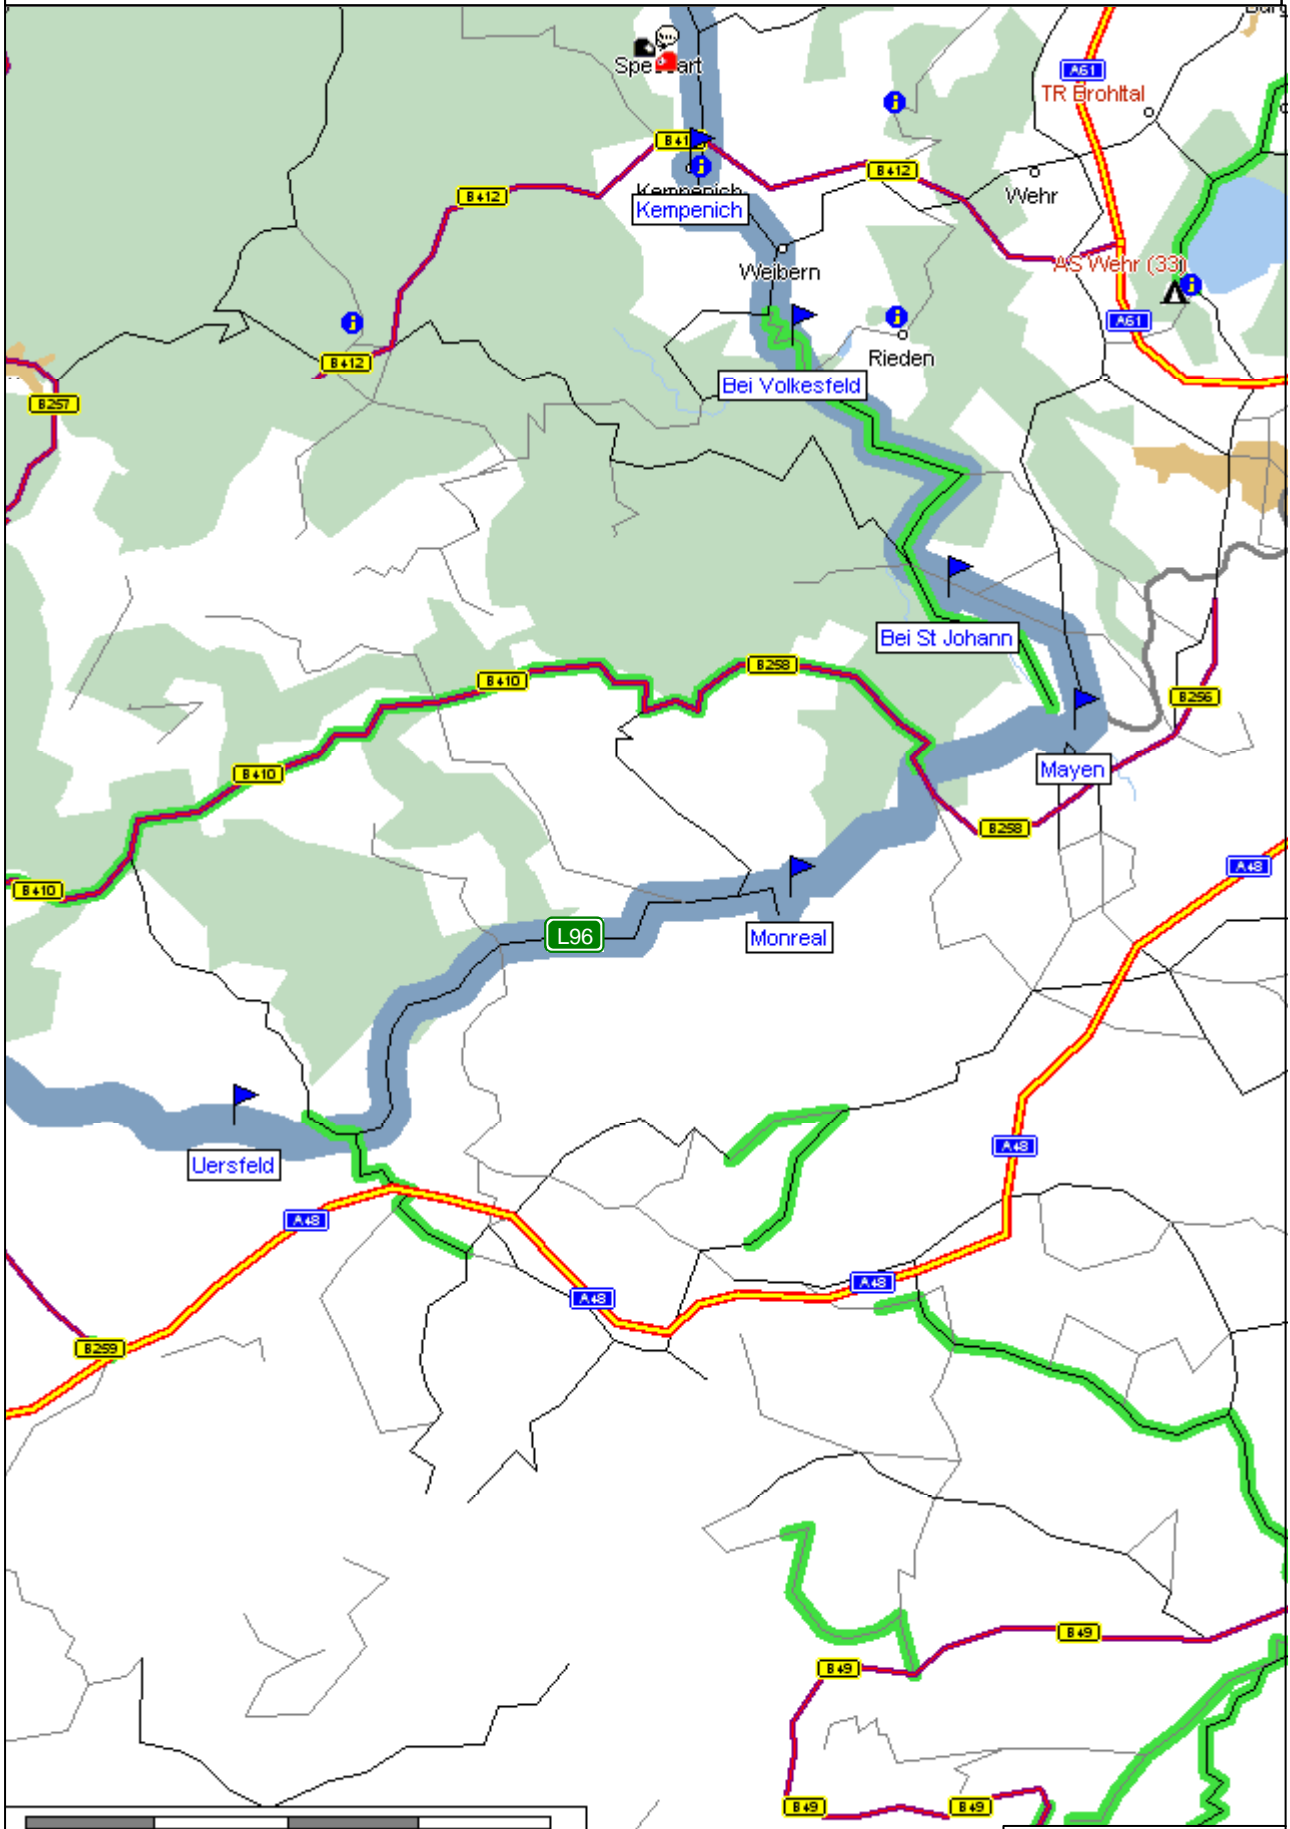 A61
Spessart
TR Brohltal
B412
B412
B412
Kempenich
Kempenich
Wehr
Weibern
AS Wehr (33)
A61
Rieden
B412
Bei Volkesfeld
B257
Bei St Johann
B258
B410
B256
B410
Mayen
B258
A48
B410
L96
Monreal
A48
Uersfeld
A48
A48
A48
B259
B49
B49
B49
B49